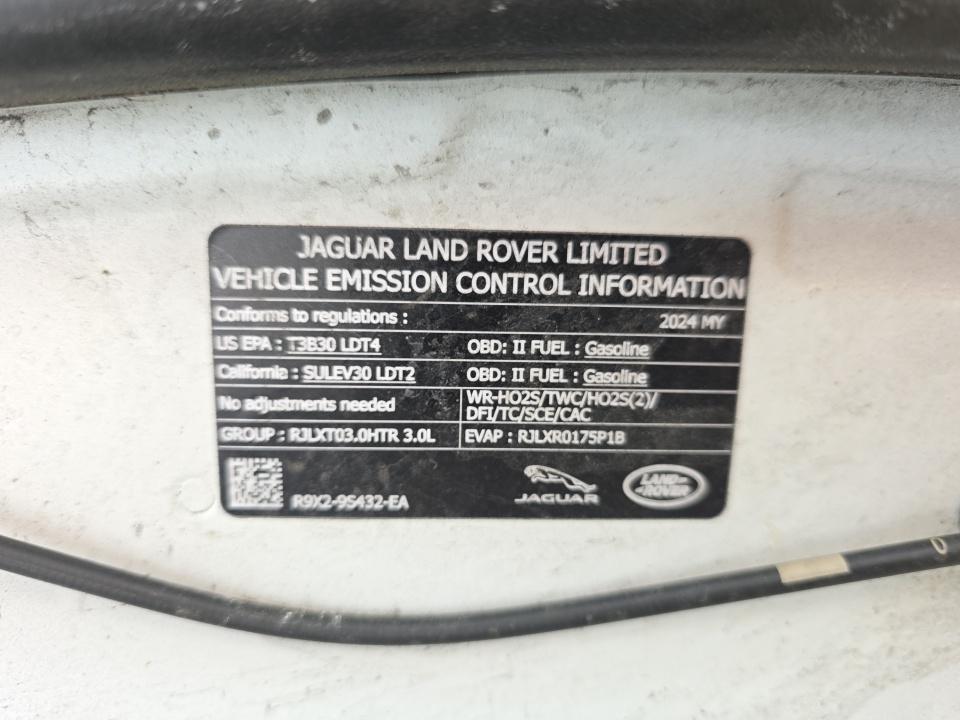 JAGUAR LAND ROVER LIMITED
VEHICLE EMISSION CONTROL INFORMATION
Conforms to regulations : 2024 MY
US EPA : T3B30 LDT4 OBD: II FUEL : Gasoline
California : SULEV30 LDT2 OBD: II FUEL : Gasoline
No adjustments needed
WR-HO2S/TWC/HO2S(2)/
DFI/TC/SCE/CAC
GROUP : RJLXT03.0HTR 3.0L EVAP : RJLXR0175P1B
R9X2-9S432-EA
JAGUAR
LAND-
ROVER